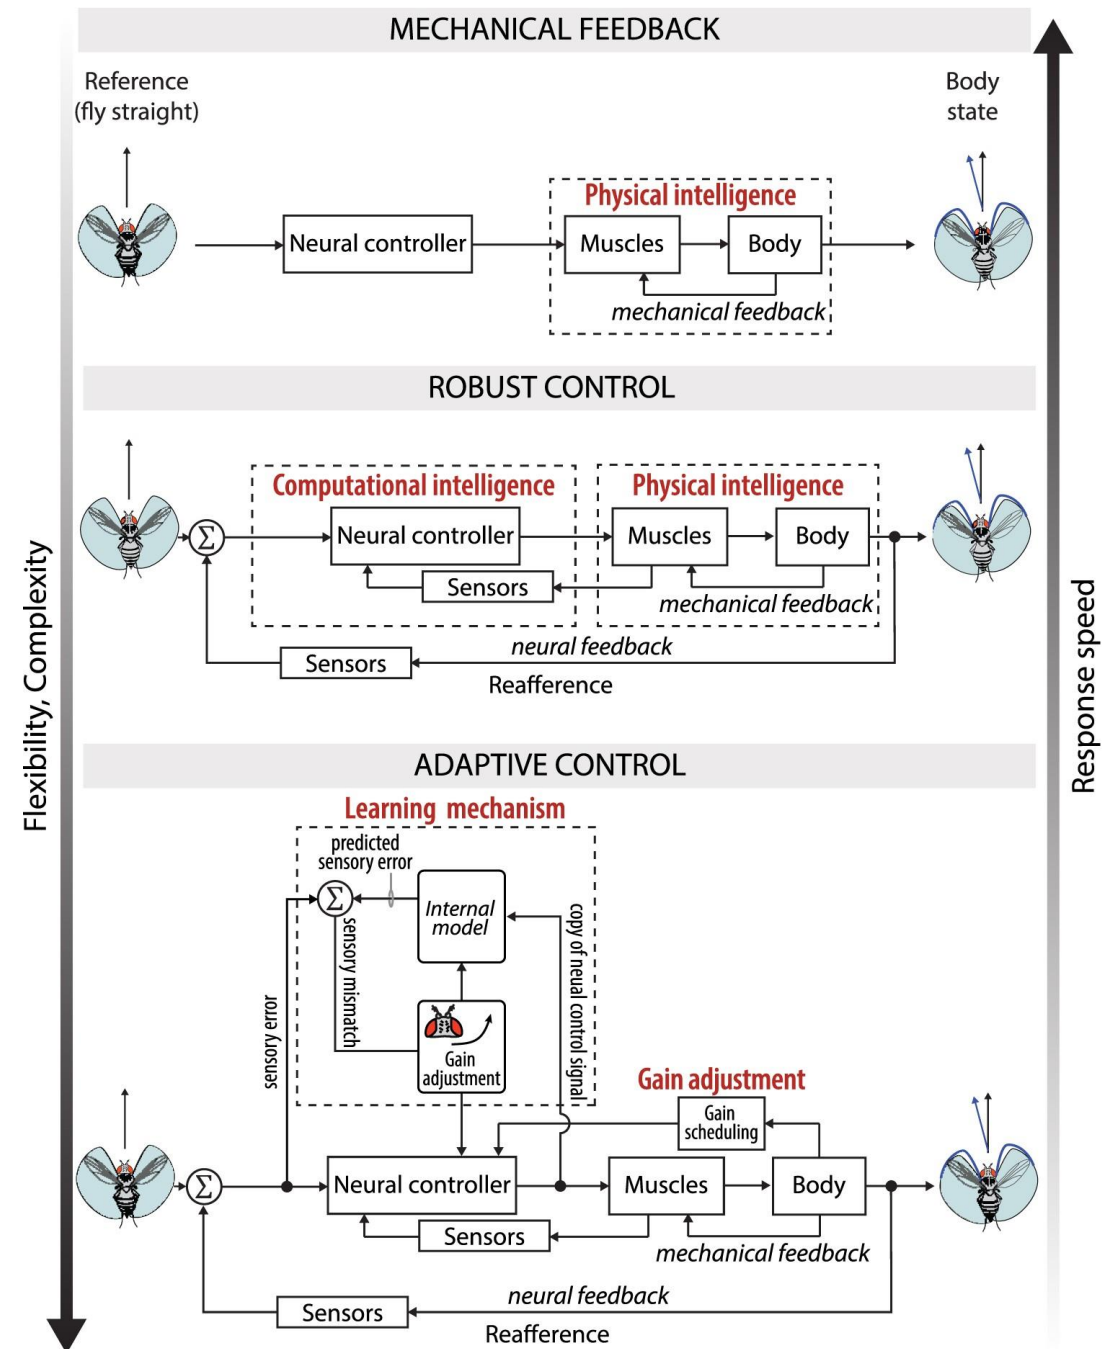 MECHANICAL FEEDBACK
Reference
(fly straight)
Body
state
Physical intelligence
Neural controller
Muscles
Body
mechanical feedback
ROBUST CONTROL
Computational intelligence
Physical intelligence
Σ
Neural controller
Muscles
Body
Sensors
mechanical feedback
neural feedback
Sensors
Reafference
Flexibility, Complexity
Response speed
ADAPTIVE CONTROL
Learning mechanism
predicted
sensory error
Σ
Internal
model
sensory mismatch
copy of neual control signal
sensory error
Gain
adjustment
Gain adjustment
Gain
scheduling
Σ
Neural controller
Muscles
Body
Sensors
mechanical feedback
neural feedback
Sensors
Reafference